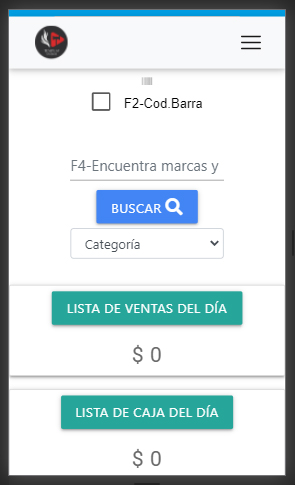 F2-Cod.Barra
F4-Encuentra marcas y
BUSCAR
Categoría
LISTA DE VENTAS DEL DÍA
$ 0
LISTA DE CAJA DEL DÍA
$ 0